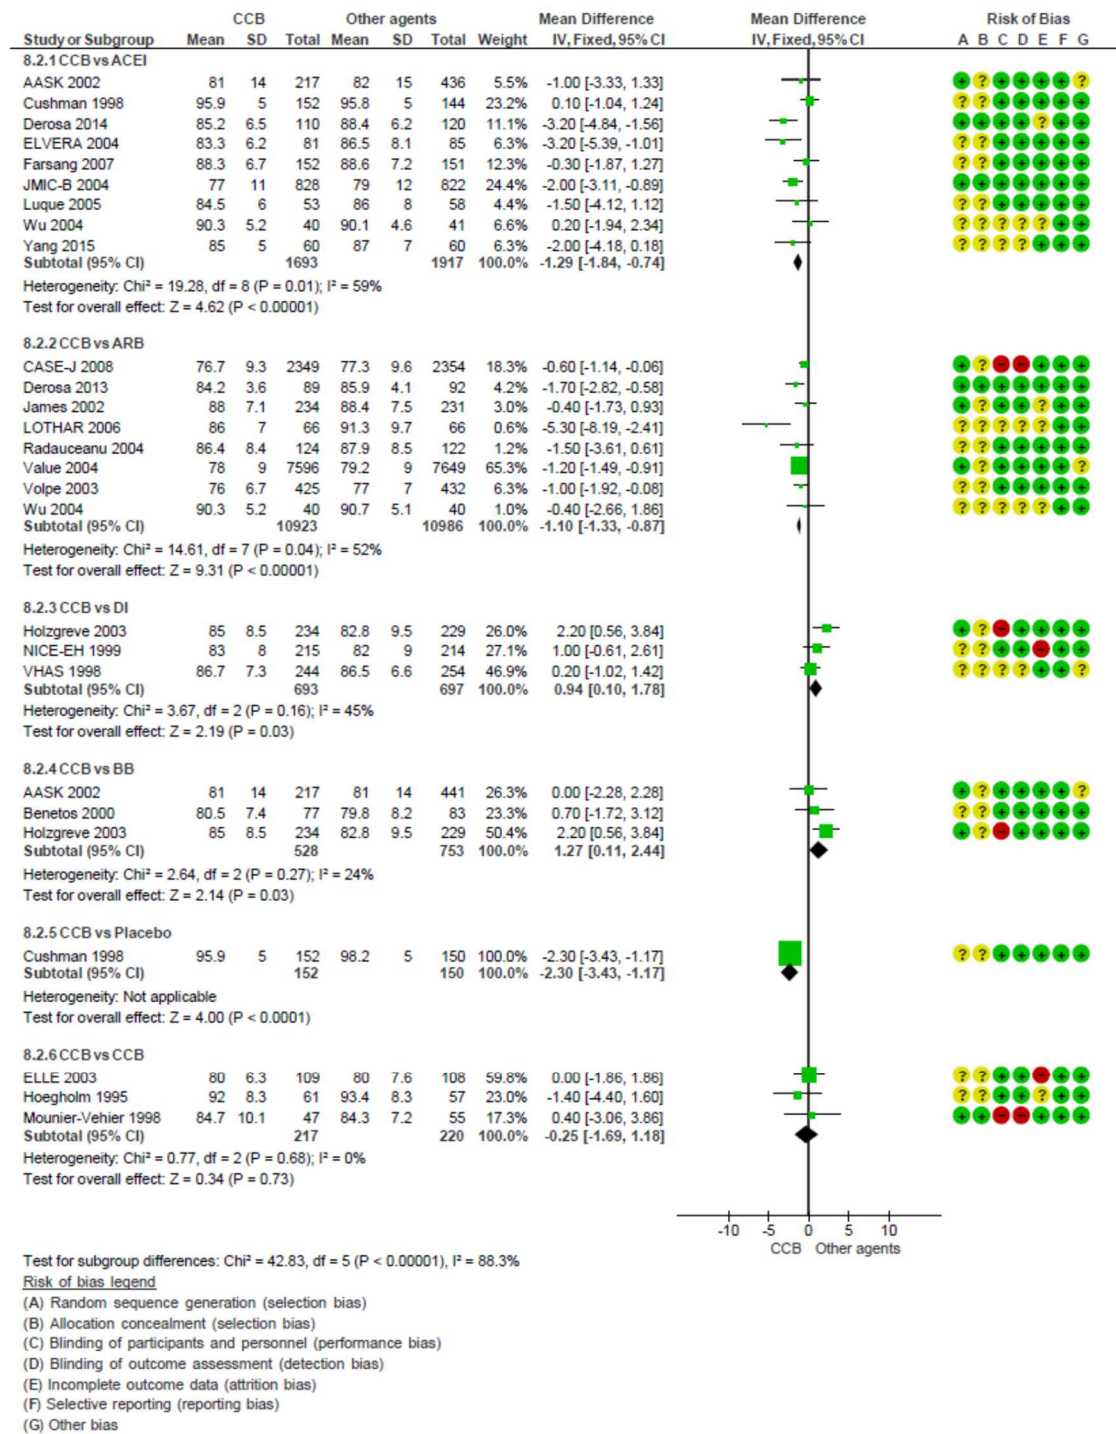 CCB Other agents Mean Difference Mean Difference Risk of Bias
Study or Subgroup Mean SD Total Mean SD Total Weight IV, Fixed, 95% CI IV, Fixed, 95% CI A B C D E F G
8.2.1 CCB vs ACEI
AASK 2002 81 14 217 82 15 436 5.5% -1.00 [-3.33, 1.33] + ? + + + + ?
Cushman 1998 95.9 5 152 95.8 5 144 23.2% 0.10 [-1.04, 1.24] ? ? + + + + +
Derosa 2014 85.2 6.5 110 88.4 6.2 120 11.1% -3.20 [-4.84, -1.56] + + + + ? + +
ELVERA 2004 83.3 6.2 81 86.5 8.1 85 6.3% -3.20 [-5.39, -1.01] ? ? + + + + +
Farsang 2007 88.3 6.7 152 88.6 7.2 151 12.3% -0.30 [-1.87, 1.27] ? ? + + + + +
JMIC-B 2004 77 11 828 79 12 822 24.4% -2.00 [-3.11, -0.89] + + + + + + +
Luque 2005 84.5 6 53 86 8 58 4.4% -1.50 [-4.12, 1.12] ? ? + + + + +
Wu 2004 90.3 5.2 40 90.1 4.6 41 6.6% 0.20 [-1.94, 2.34] ? ? ? ? ? + +
Yang 2015 85 5 60 87 7 60 6.3% -2.00 [-4.18, 0.18] ? ? ? ? + + +
Subtotal (95% CI) 1693 1917 100.0% -1.29 [-1.84, -0.74]
Heterogeneity: Chi² = 19.28, df = 8 (P = 0.01); I² = 59%
Test for overall effect: Z = 4.62 (P < 0.00001)
8.2.2 CCB vs ARB
CASE-J 2008 76.7 9.3 2349 77.3 9.6 2354 18.3% -0.60 [-1.14, -0.06] + ? - - + + +
Derosa 2013 84.2 3.6 89 85.9 4.1 92 4.2% -1.70 [-2.82, -0.58] + + + + + + +
James 2002 88 7.1 234 88.4 7.5 231 3.0% -0.40 [-1.73, 0.93] + ? + + ? + +
LOTHAR 2006 86 7 66 91.3 9.7 66 0.6% -5.30 [-8.19, -2.41] ? ? ? ? ? + +
Radauceanu 2004 86.4 8.4 124 87.9 8.5 122 1.2% -1.50 [-3.61, 0.61] ? ? + + + + +
Value 2004 78 9 7596 79.2 9 7649 65.3% -1.20 [-1.49, -0.91] + ? + + + + ?
Volpe 2003 76 6.7 425 77 7 432 6.3% -1.00 [-1.92, -0.08] ? ? + + + + +
Wu 2004 90.3 5.2 40 90.7 5.1 40 1.0% -0.40 [-2.66, 1.86] ? ? ? ? ? + +
Subtotal (95% CI) 10923 10986 100.0% -1.10 [-1.33, -0.87]
Heterogeneity: Chi² = 14.61, df = 7 (P = 0.04); I² = 52%
Test for overall effect: Z = 9.31 (P < 0.00001)
8.2.3 CCB vs DI
Holzgreve 2003 85 8.5 234 82.8 9.5 229 26.0% 2.20 [0.56, 3.84] + ? - + + + +
NICE-EH 1999 83 8 215 82 9 214 27.1% 1.00 [-0.61, 2.61] ? ? + + - + +
VHAS 1998 86.7 7.3 244 86.5 6.6 254 46.9% 0.20 [-1.02, 1.42] ? ? ? ? + + ?
Subtotal (95% CI) 693 697 100.0% 0.94 [0.10, 1.78]
Heterogeneity: Chi² = 3.67, df = 2 (P = 0.16); I² = 45%
Test for overall effect: Z = 2.19 (P = 0.03)
8.2.4 CCB vs BB
AASK 2002 81 14 217 81 14 441 26.3% 0.00 [-2.28, 2.28] + ? + + + + ?
Benetos 2000 80.5 7.4 77 79.8 8.2 83 23.3% 0.70 [-1.72, 3.12] ? ? + + + + +
Holzgreve 2003 85 8.5 234 82.8 9.5 229 50.4% 2.20 [0.56, 3.84] + ? - + + + +
Subtotal (95% CI) 528 753 100.0% 1.27 [0.11, 2.44]
Heterogeneity: Chi² = 2.64, df = 2 (P = 0.27); I² = 24%
Test for overall effect: Z = 2.14 (P = 0.03)
8.2.5 CCB vs Placebo
Cushman 1998 95.9 5 152 98.2 5 150 100.0% -2.30 [-3.43, -1.17] ? ? + + + + +
Subtotal (95% CI) 152 150 100.0% -2.30 [-3.43, -1.17]
Heterogeneity: Not applicable
Test for overall effect: Z = 4.00 (P < 0.0001)
8.2.6 CCB vs CCB
ELLE 2003 80 6.3 109 80 7.6 108 59.8% 0.00 [-1.86, 1.86] ? ? + + - + +
Hoegholm 1995 92 8.3 61 93.4 8.3 57 23.0% -1.40 [-4.40, 1.60] ? ? + + ? + +
Mounier-Vehier 1998 84.7 10.1 47 84.3 7.2 55 17.3% 0.40 [-3.06, 3.86] + + - - + + +
Subtotal (95% CI) 217 220 100.0% -0.25 [-1.69, 1.18]
Heterogeneity: Chi² = 0.77, df = 2 (P = 0.68); I² = 0%
Test for overall effect: Z = 0.34 (P = 0.73)
-10 -5 0 5 10
CCB Other agents
Test for subgroup differences: Chi² = 42.83, df = 5 (P < 0.00001), I² = 88.3%
Risk of bias legend
(A) Random sequence generation (selection bias)
(B) Allocation concealment (selection bias)
(C) Blinding of participants and personnel (performance bias)
(D) Blinding of outcome assessment (detection bias)
(E) Incomplete outcome data (attrition bias)
(F) Selective reporting (reporting bias)
(G) Other bias